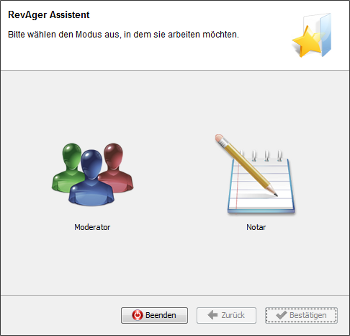 RevAger Assistent
Bitte wählen den Modus aus, in dem sie arbeiten möchten.
Moderator
Notar
Beenden
Zurück
Bestätigen